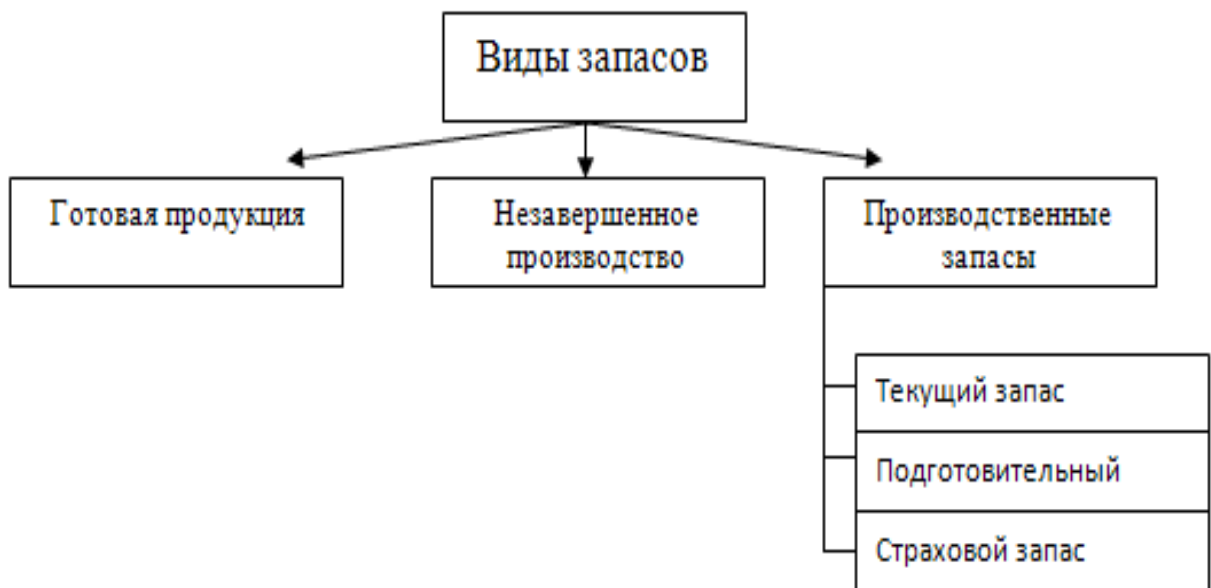 Виды запасов
Готовая продукция
Незавершенное
производство
Производственные
запасы
Текущий запас
Подготовительный
Страховой запас